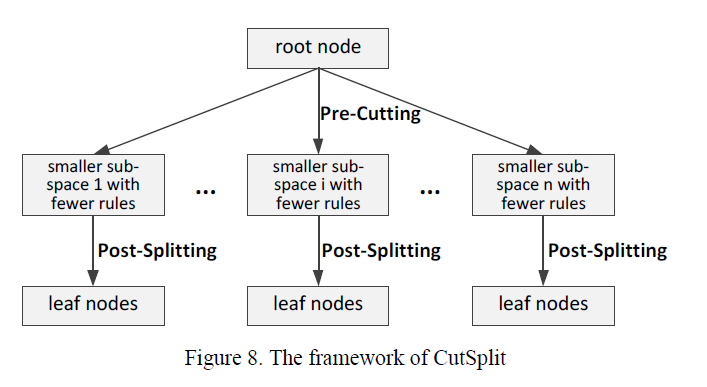 root node
Pre-Cutting
smaller sub-
space 1 with
fewer rules
...
smaller sub-
space i with
fewer rules
...
smaller sub-
space n with
fewer rules
Post-Splitting
Post-Splitting
Post-Splitting
leaf nodes
leaf nodes
leaf nodes
Figure 8. The framework of CutSplit